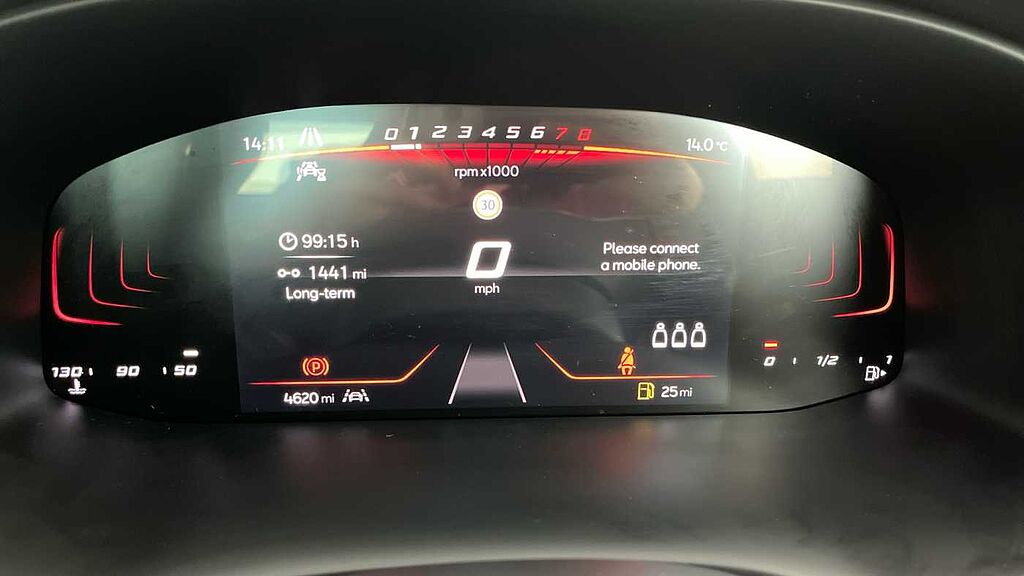 14:11
0 1 2 3 4 5 6 7 8
14.0 °C
rpm x1000
30
99:15 h
0
Please connect
a mobile phone.
1441 mi
mph
Long-term
130 90 50
0 1/2 1
P
4620 mi
25 mi